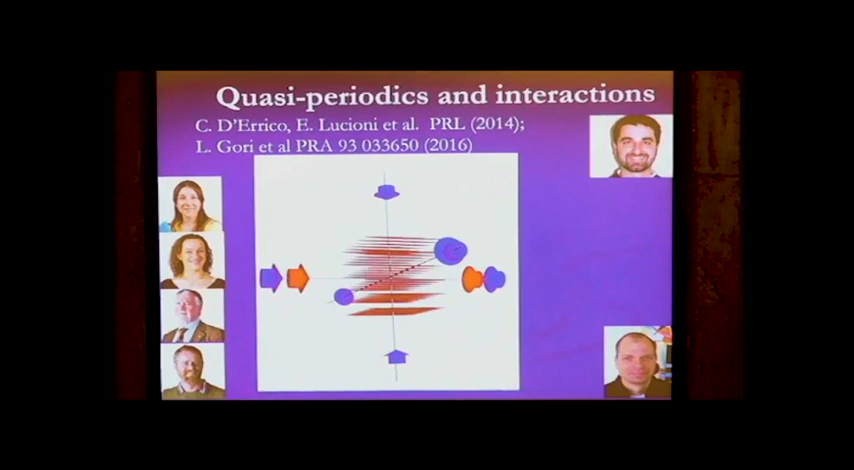 Quasi-periodics and interactions
C. D'Errico, E. Lucioni et al. PRL (2014);
L. Gori et al PRA 93 033650 (2016)